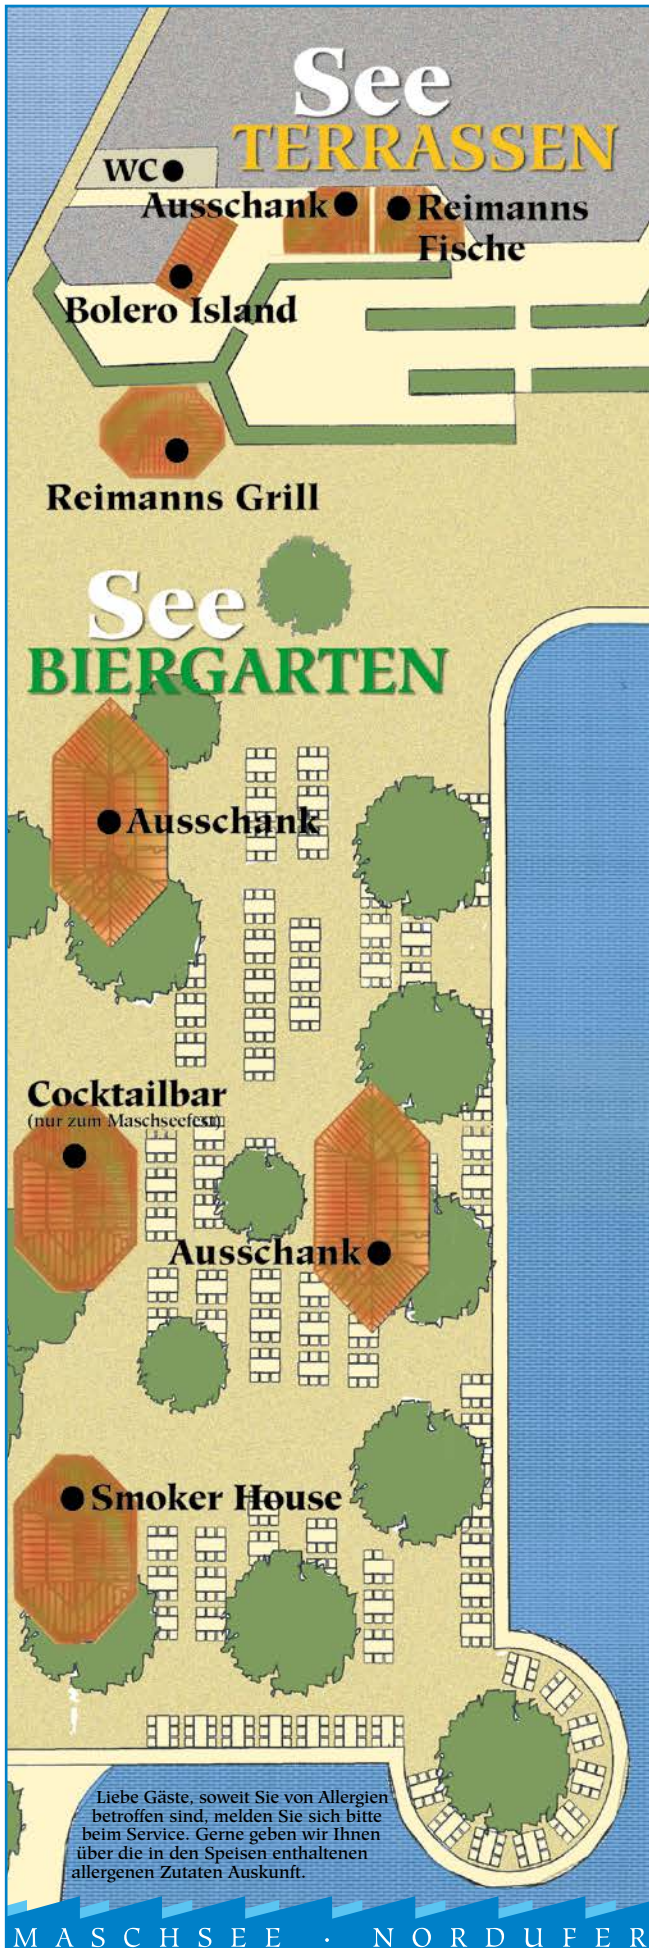 See
TERRASSEN
WC
Ausschank
Reimanns
Fische
Bolero Island
Reimanns Grill
See
BIERGARTEN
Ausschank
Cocktailbar
(nur zum Maschseefest)
Ausschank
Smoker House
Liebe Gäste, soweit Sie von Allergien
betroffen sind, melden Sie sich bitte
beim Service. Gerne geben wir Ihnen
über die in den Speisen enthaltenen
allergenen Zutaten Auskunft.
MASCHSEE · NORDUFER